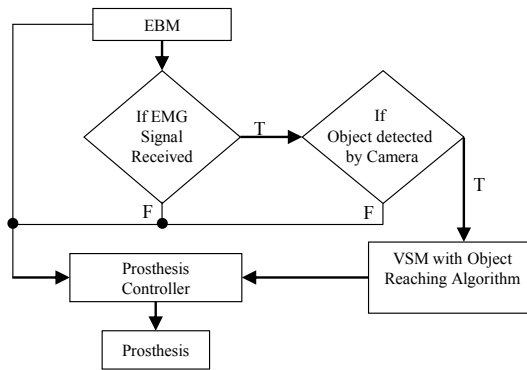 EBM
If EMG
Signal
Received
T
If
Object detected
by Camera
T
F
F
VSM with Object
Reaching Algorithm
Prosthesis
Controller
Prosthesis